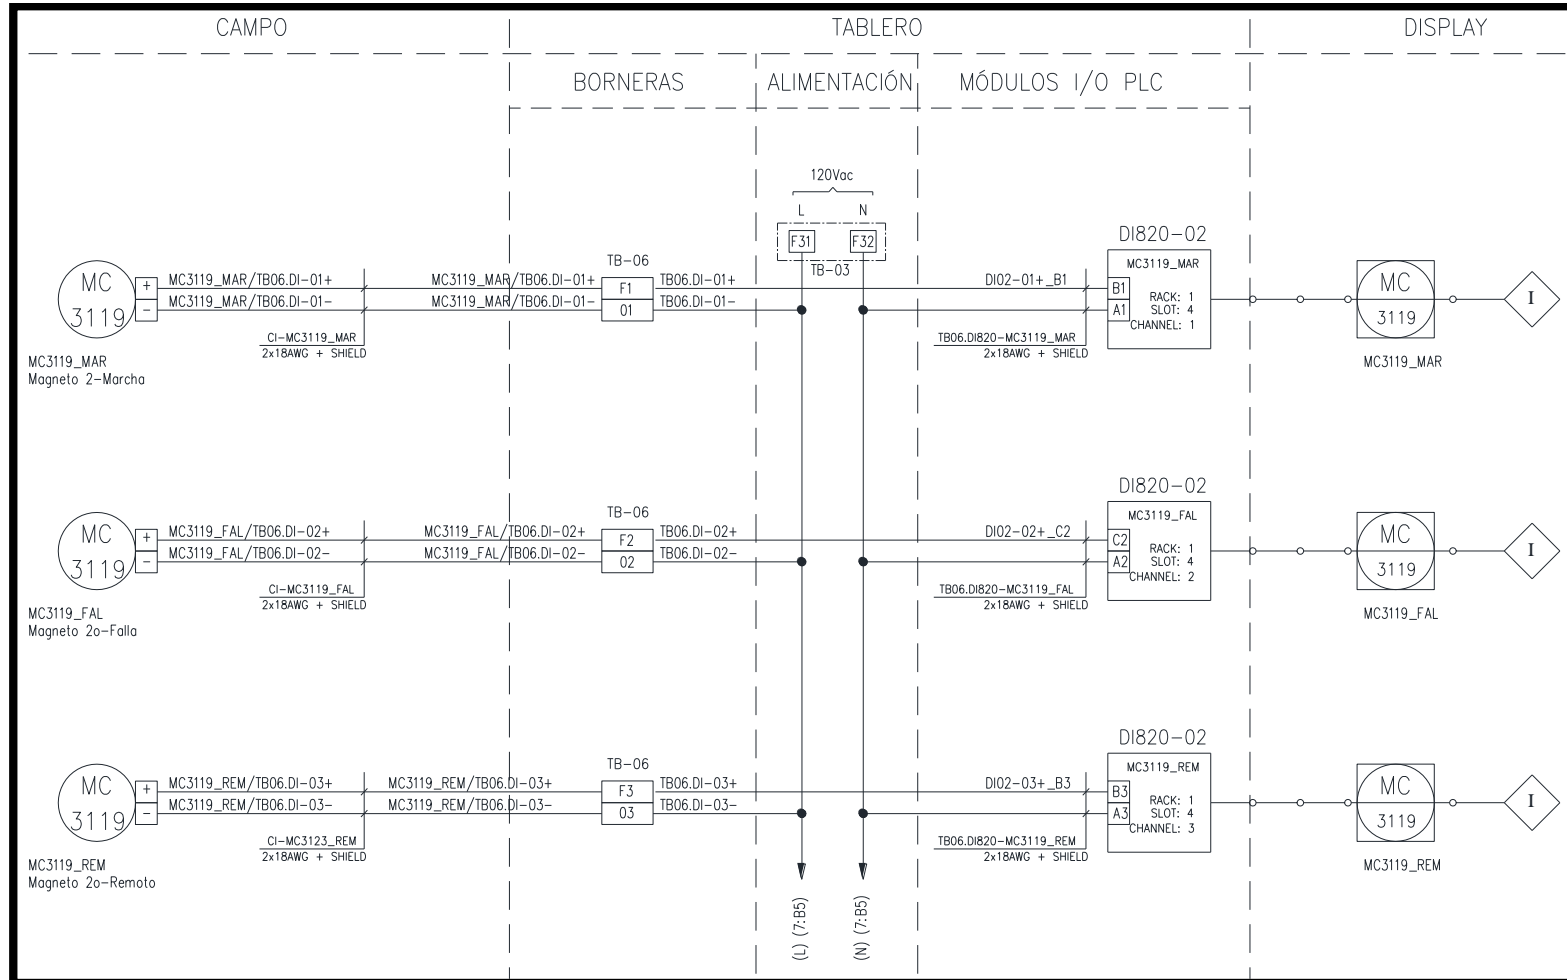 CAMPO
TABLERO
DISPLAY
BORNERAS
ALIMENTACIÓN
MÓDULOS I/O PLC
120Vac
L
N
F31
F32
TB-03
MC
3119
+
-
MC3119_MAR/TB06.DI-01+
MC3119_MAR/TB06.DI-01-
CI-MC3119_MAR
2x18AWG + SHIELD
MC3119_MAR
Magneto 2-Marcha
MC3119_MAR/TB06.DI-01+
MC3119_MAR/TB06.DI-01-
TB-06
F1
01
TB06.DI-01+
TB06.DI-01-
DI02-01+_B1
TB06.DI820-MC3119_MAR
2x18AWG + SHIELD
DI820-02
MC3119_MAR
B1
A1
RACK: 1
SLOT: 4
CHANNEL: 1
MC
3119
MC3119_MAR
I
MC
3119
+
-
MC3119_FAL/TB06.DI-02+
MC3119_FAL/TB06.DI-02-
CI-MC3119_FAL
2x18AWG + SHIELD
MC3119_FAL
Magneto 2o-Falla
MC3119_FAL/TB06.DI-02+
MC3119_FAL/TB06.DI-02-
TB-06
F2
02
TB06.DI-02+
TB06.DI-02-
DI02-02+_C2
TB06.DI820-MC3119_FAL
2x18AWG + SHIELD
DI820-02
MC3119_FAL
C2
A2
RACK: 1
SLOT: 4
CHANNEL: 2
MC
3119
MC3119_FAL
I
MC
3119
+
-
MC3119_REM/TB06.DI-03+
MC3119_REM/TB06.DI-03-
CI-MC3123_REM
2x18AWG + SHIELD
MC3119_REM
Magneto 2o-Remoto
MC3119_REM/TB06.DI-03+
MC3119_REM/TB06.DI-03-
TB-06
F3
03
TB06.DI-03+
TB06.DI-03-
DI02-03+_B3
TB06.DI820-MC3119_REM
2x18AWG + SHIELD
DI820-02
MC3119_REM
B3
A3
RACK: 1
SLOT: 4
CHANNEL: 3
MC
3119
MC3119_REM
I
(L) (7:B5)
(N) (7:B5)